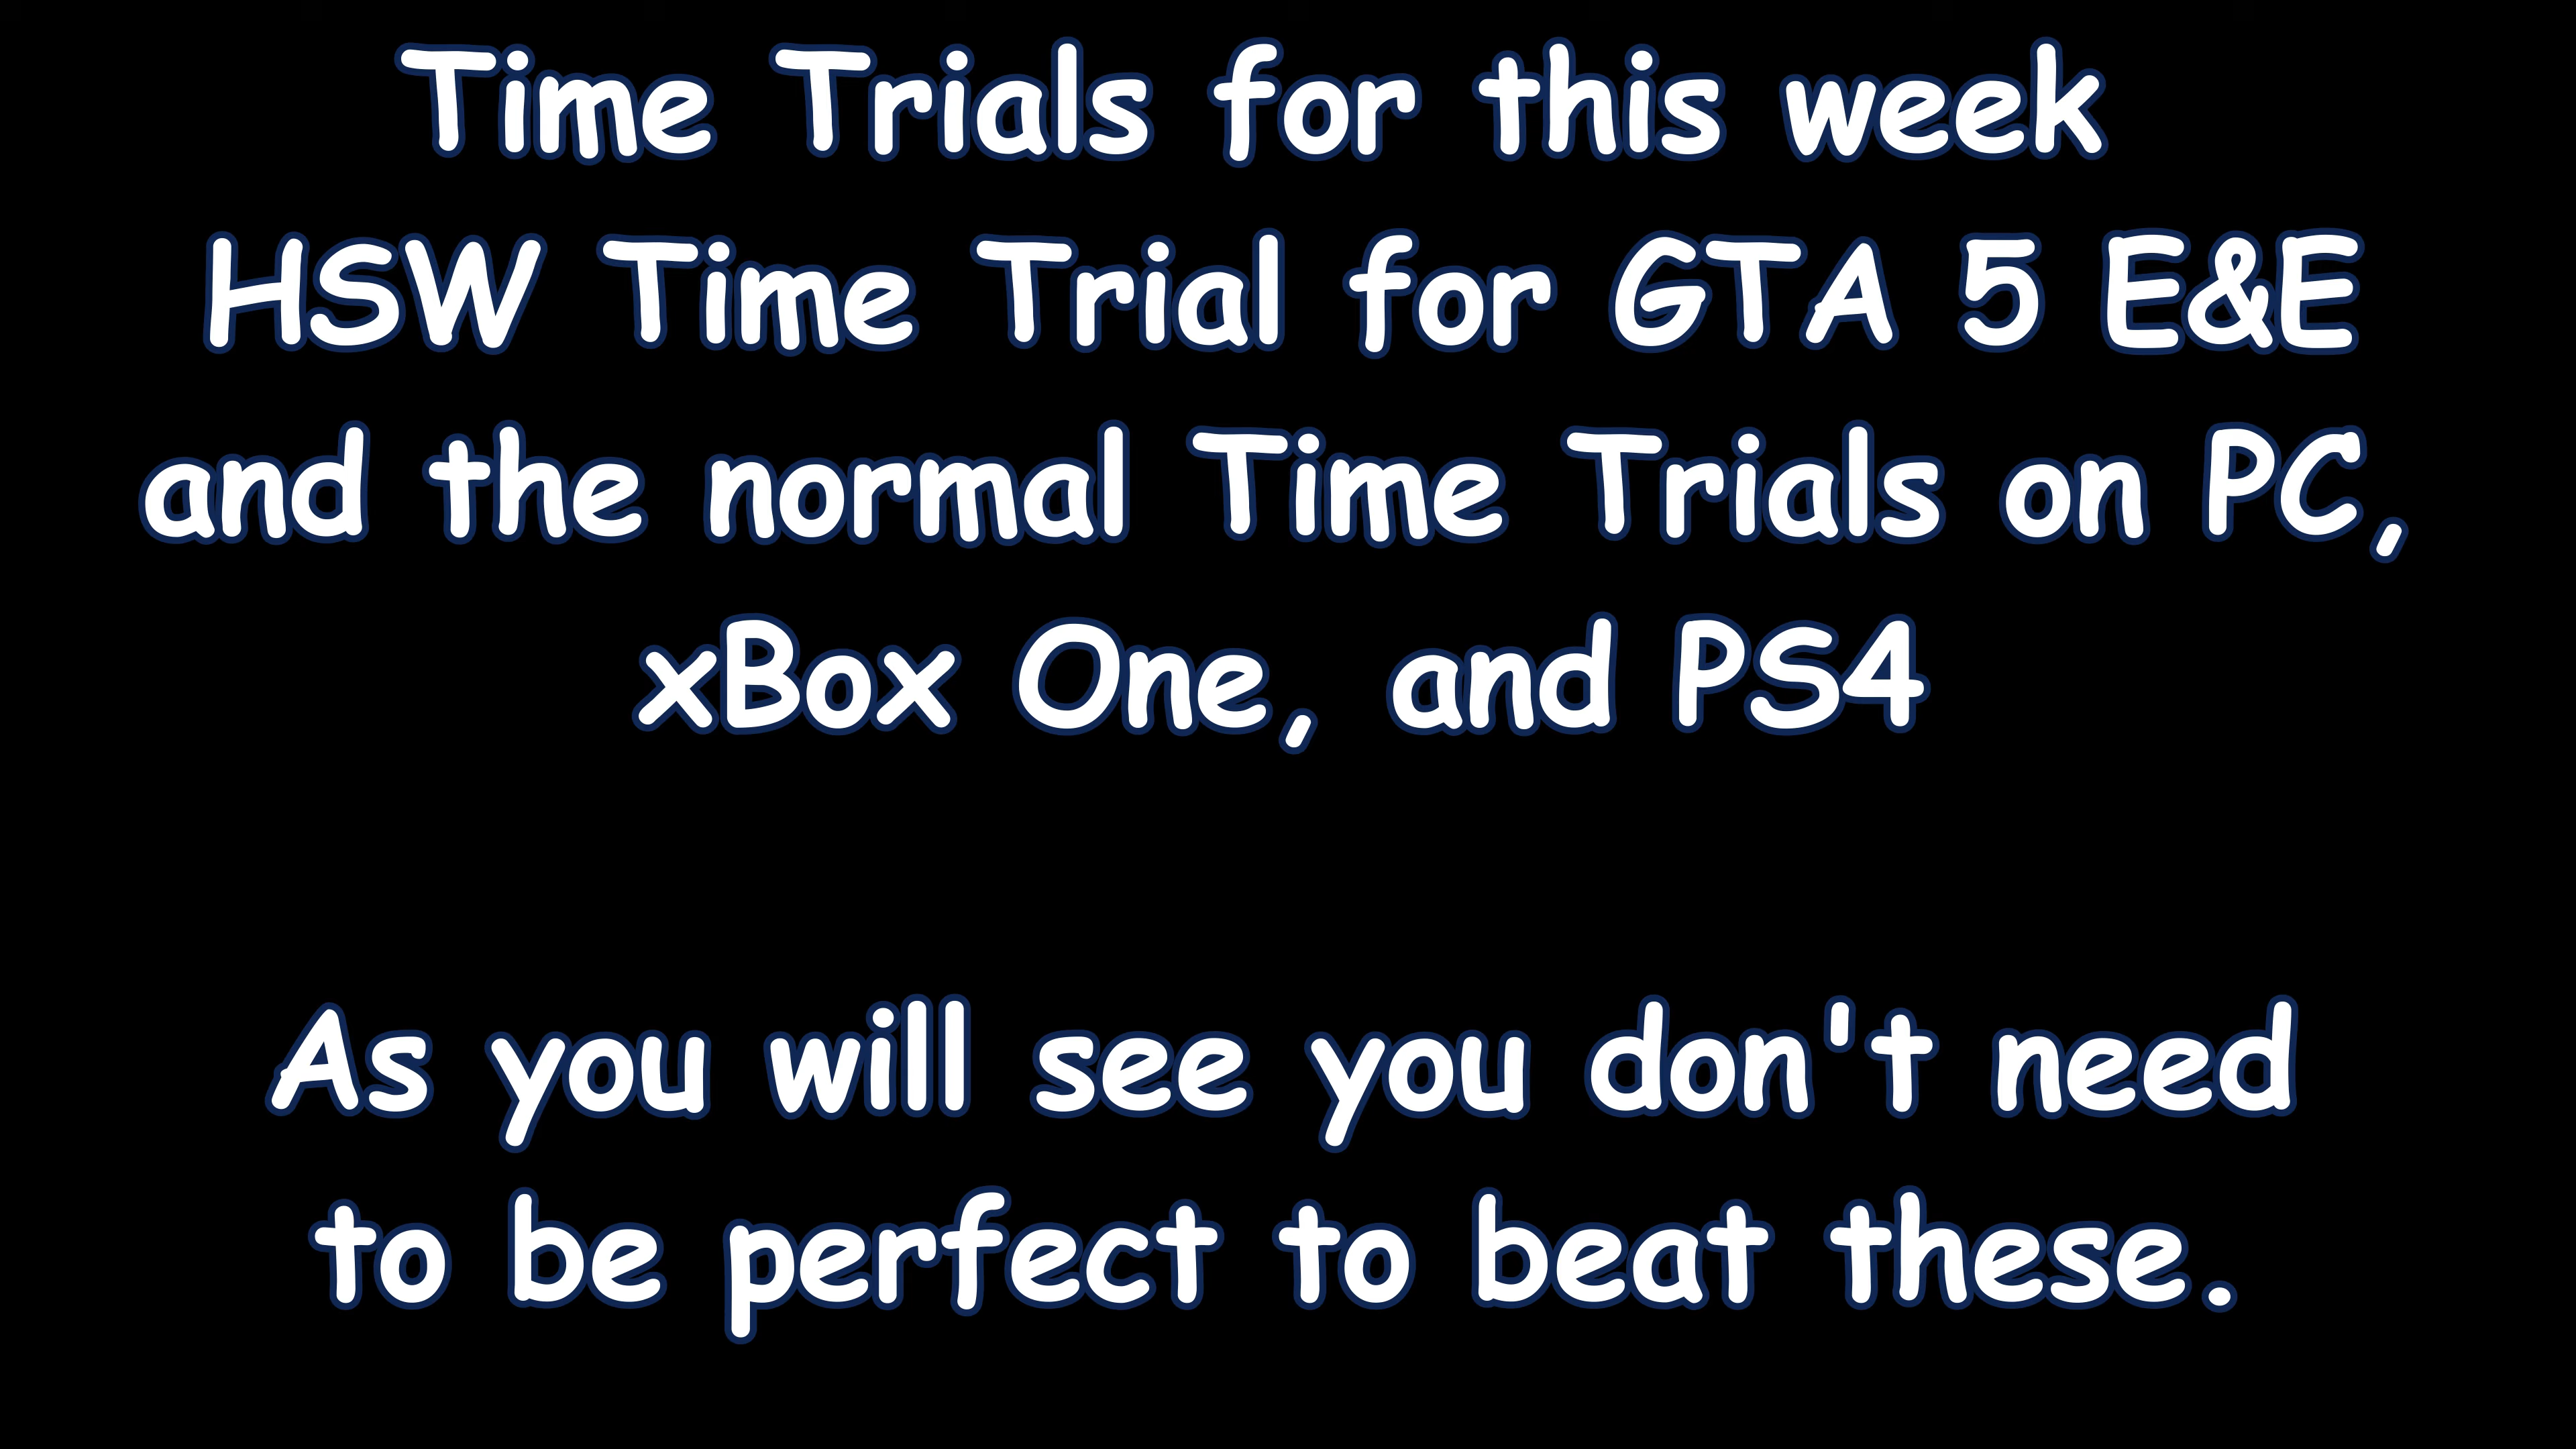 Time Trials for this week
HSW Time Trial for GTA 5 E&E
and the normal Time Trials on PC,
xBox One, and PS4
As you will see you don't need
to be perfect to beat these.